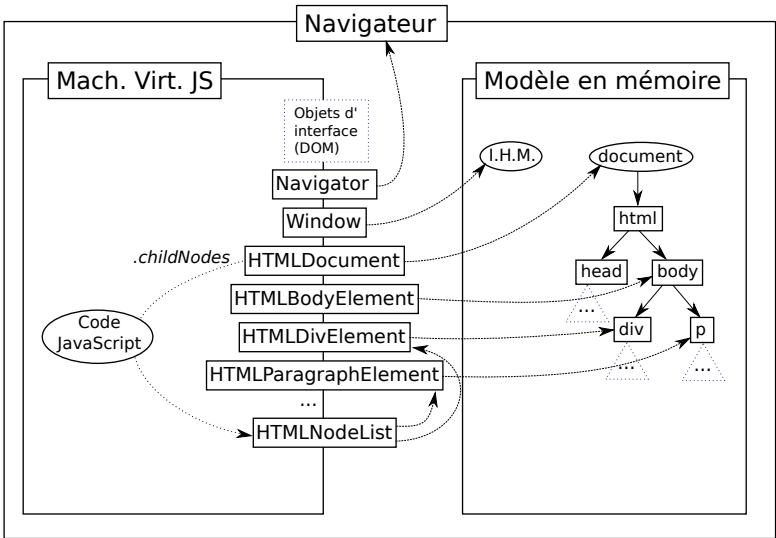 Navigateur
Mach. Virt. JS
Modèle en mémoire
Objets d'
interface
(DOM)
Navigator
Window
.childNodes
HTMLDocument
HTMLBodyElement
Code
JavaScript
HTMLDivElement
HTMLParagraphElement
...
HTMLNodeList
I.H.M.
document
html
head
body
...
div
p
...
...